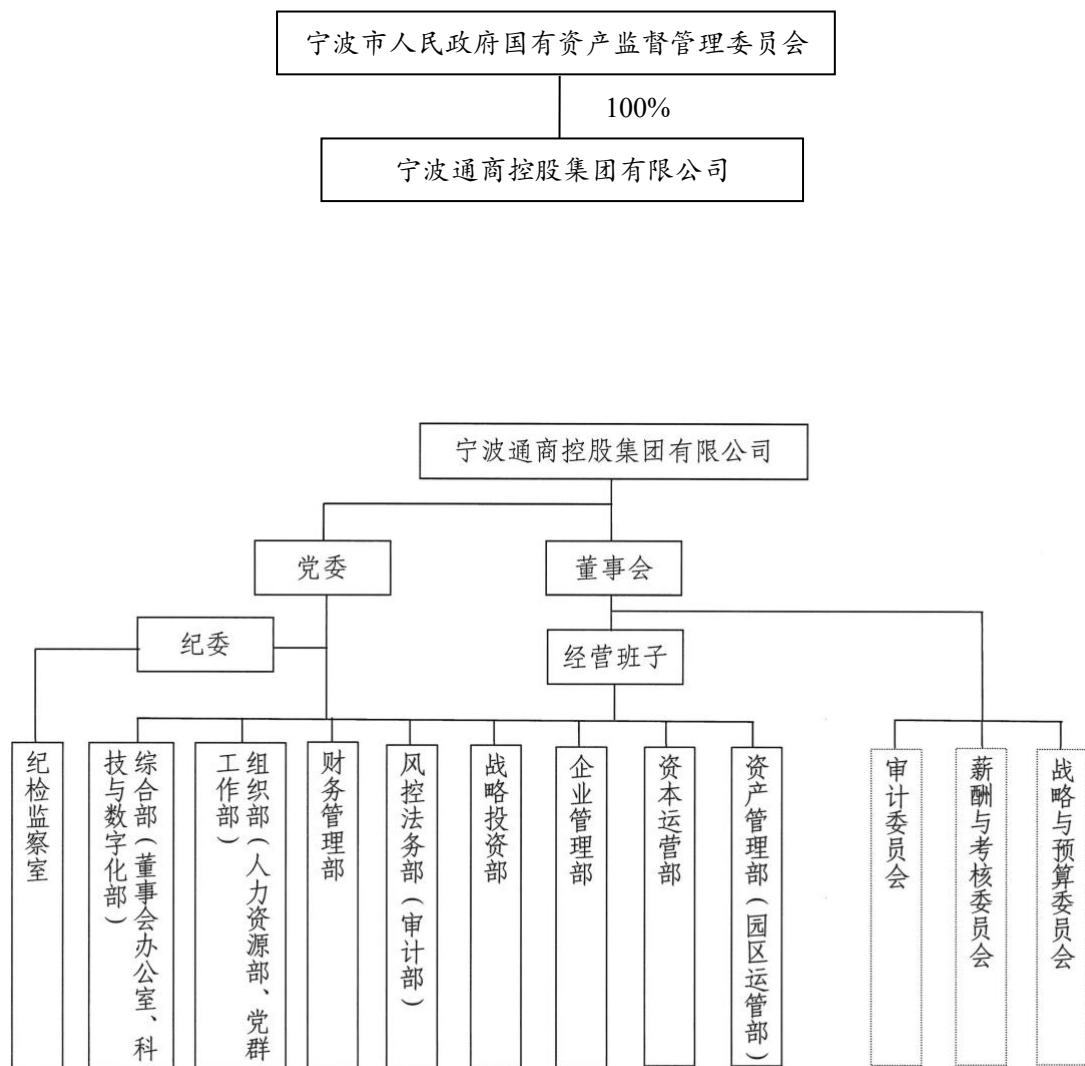 宁波市人民政府国有资产监督管理委员会
100%
宁波通商控股集团有限公司
宁波通商控股集团有限公司
党委
董事会
纪委
经营班子
纪检监察室
综合部（董事会办公室、科
技与数字化部）
组织部（人力资源部、党群
工作部）
财务管理部
风控法务部（审计部）
战略投资部
企业管理部
资本运营部
资产管理部（园区运管部）
审计委员会
薪酬与考核委员会
战略与预算委员会